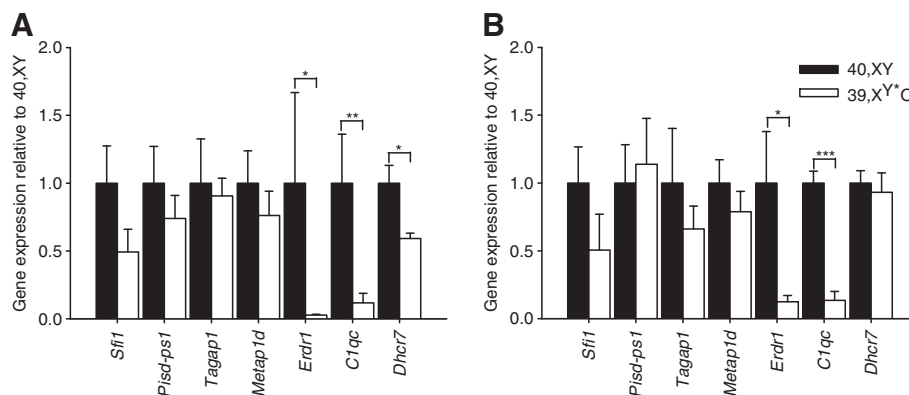 A
Gene expression relative to 40,XY
2.0
1.5
1.0
0.5
0.0
*
**
*
Sfi1
Pisd-ps1
Tagap1
Metap1d
Erdr1
C1qc
Dhcr7
B
Gene expression relative to 40,XY
2.0
1.5
1.0
0.5
0.0
40,XY
39,XY*O
*
***
Sfi1
Pisd-ps1
Tagap1
Metap1d
Erdr1
C1qc
Dhcr7